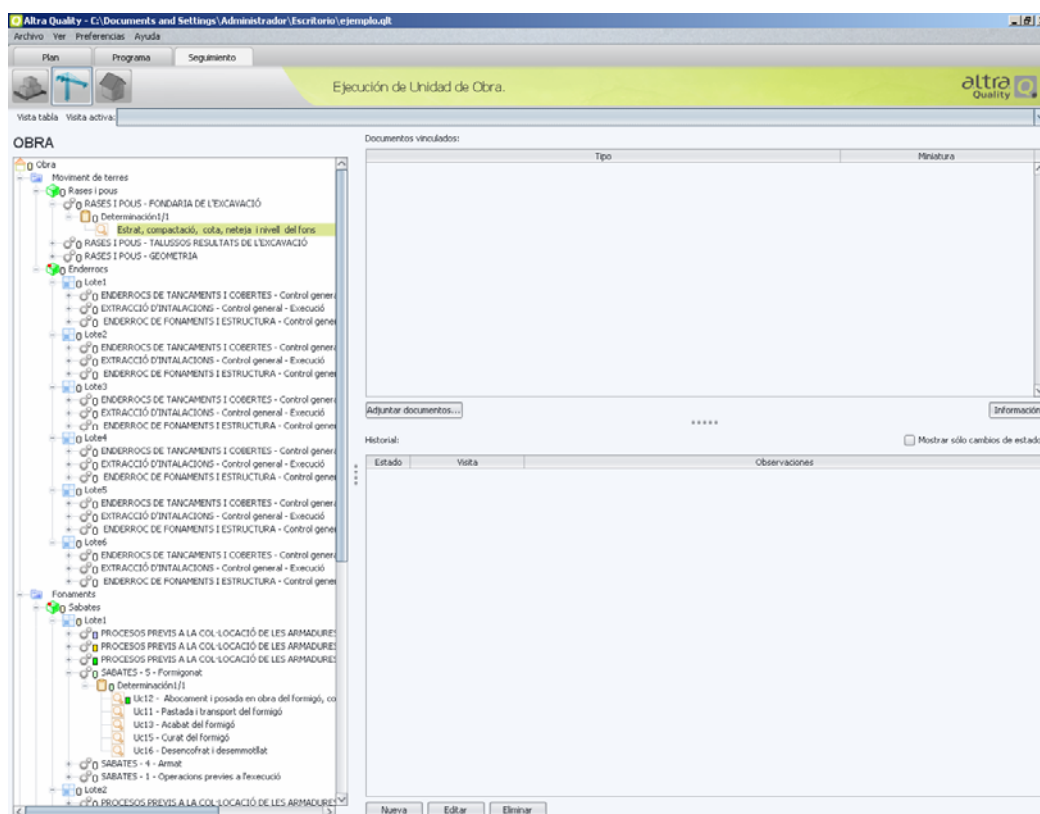 Altra Quality - C:\Documents and Settings\Administrador\Escritorio\ejemplo.qlt
Archivo Ver Preferencias Ayuda
Plan Programa Seguimiento
Ejecución de Unidad de Obra.
altra Quality
Vista tabla Visita activa:
OBRA
Obra
Moviment de terres
Rases i pous
RASES I POUS - FONDARIA DE L'EXCAVACIÓ
Determinación1/1
Estrat, compactació, cota, neteja i nivell del fons
RASES I POUS - TALUSSOS RESULTATS DE L'EXCAVACIÓ
RASES I POUS - GEOMETRIA
Enderrocs
Lote1
ENDERROCS DE TANCAMENTS I COBERTES - Control genera
EXTRACCIÓ D'INTALACIONS - Control general - Execució
ENDERROC DE FONAMENTS I ESTRUCTURA - Control gener
Lote2
ENDERROCS DE TANCAMENTS I COBERTES - Control genera
EXTRACCIÓ D'INTALACIONS - Control general - Execució
ENDERROC DE FONAMENTS I ESTRUCTURA - Control gener
Lote3
ENDERROCS DE TANCAMENTS I COBERTES - Control genera
EXTRACCIÓ D'INTALACIONS - Control general - Execució
ENDERROC DE FONAMENTS I ESTRUCTURA - Control gener
Lote4
ENDERROCS DE TANCAMENTS I COBERTES - Control genera
EXTRACCIÓ D'INTALACIONS - Control general - Execució
ENDERROC DE FONAMENTS I ESTRUCTURA - Control gener
Lote5
ENDERROCS DE TANCAMENTS I COBERTES - Control genera
EXTRACCIÓ D'INTALACIONS - Control general - Execució
ENDERROC DE FONAMENTS I ESTRUCTURA - Control gener
Lote6
ENDERROCS DE TANCAMENTS I COBERTES - Control genera
EXTRACCIÓ D'INTALACIONS - Control general - Execució
ENDERROC DE FONAMENTS I ESTRUCTURA - Control gener
Fonaments
Sabates
Lote1
PROCESOS PREVIS A LA COL·LOCACIÓ DE LES ARMADURES
PROCESOS PREVIS A LA COL·LOCACIÓ DE LES ARMADURES
PROCESOS PREVIS A LA COL·LOCACIÓ DE LES ARMADURES
SABATES - 5 - Formigonat
Determinación1/1
Uc12 - Abocament i posada en obra del formigó, co
Uc11 - Pastada i transport del formigó
Uc13 - Acabat del formigó
Uc15 - Curat del formigó
Uc16 - Desencofrat i desemmotllat
SABATES - 4 - Armat
SABATES - 1 - Operacions previes a l'execució
Lote2
PROCESOS PREVIS A LA COL·LOCACIÓ DE LES ARMADURES
Documentos vinculados:
Tipo Miniatura
Adjuntar documentos... Información
Historial: Mostrar sólo cambios de estado
Estado Visita Observaciones
Nueva Editar Eliminar